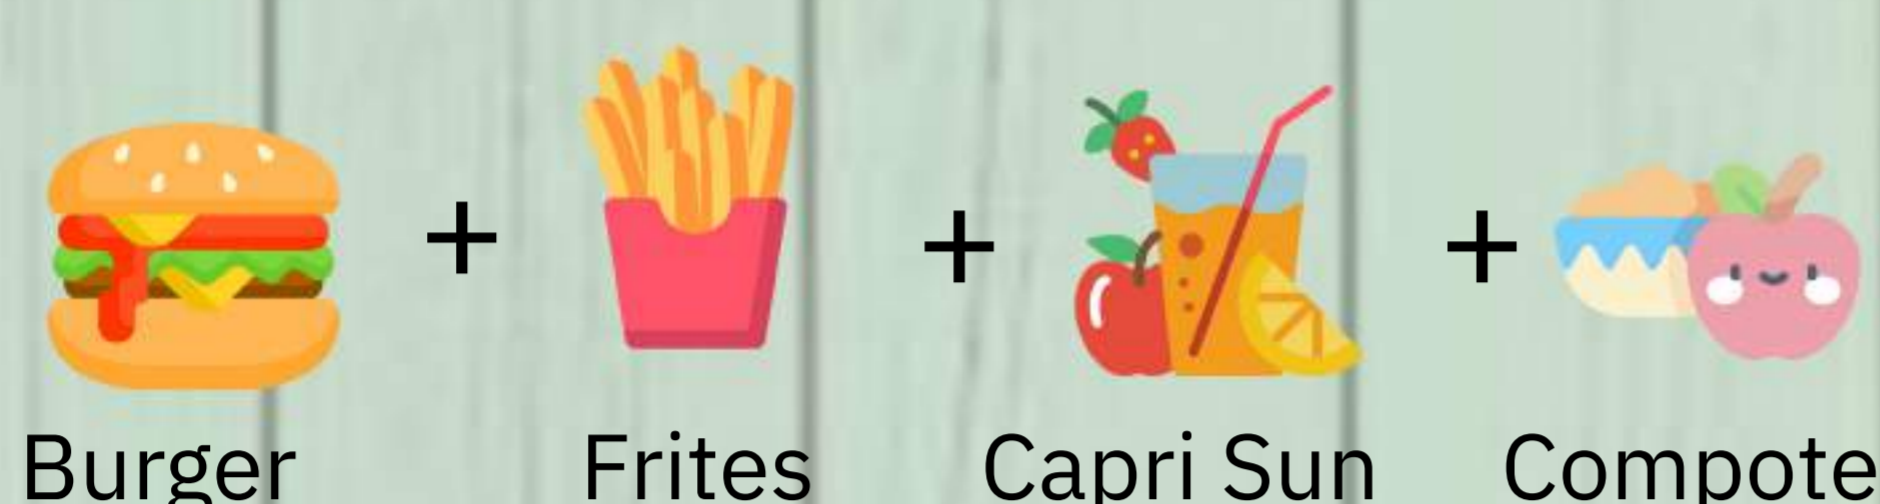 + + +
Burger Frites Capri Sun Compote